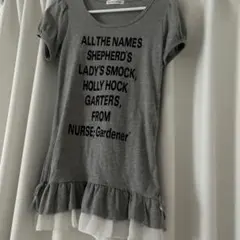 ALL THE NAMES
SHEPHERD'S
LADY'S SMOCK,
HOLLY HOCK
GARTERS,
FROM
NURSE: Gardener'